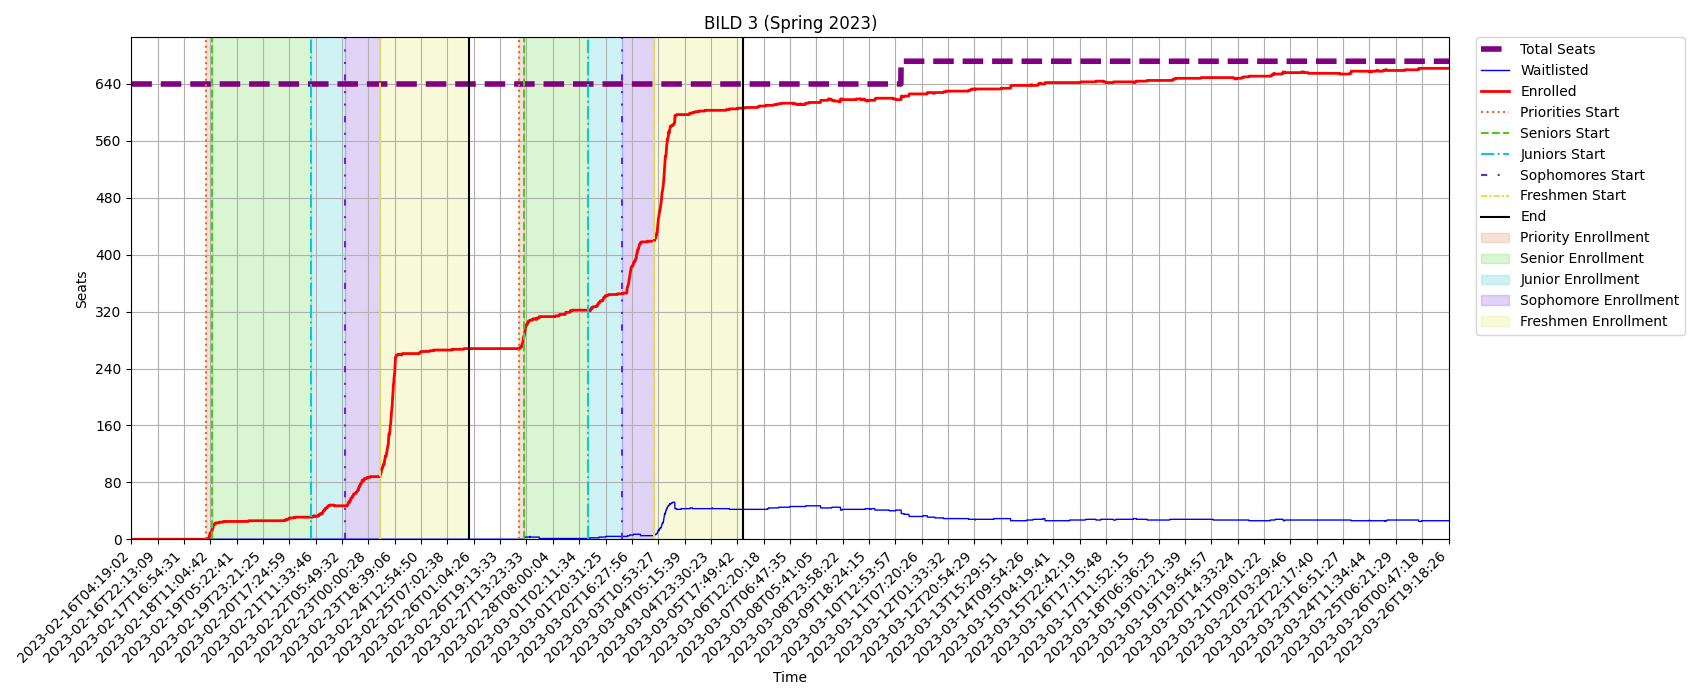 BILD 3 (Spring 2023)
Total Seats
Waitlisted
Enrolled
Priorities Start
Seniors Start
Juniors Start
Sophomores Start
Freshmen Start
End
Priority Enrollment
Senior Enrollment
Junior Enrollment
Sophomore Enrollment
Freshmen Enrollment
Seats
640
560
480
400
320
240
160
80
0
2023-02-16T04:19:02
2023-02-16T22:13:09
2023-02-17T16:54:31
2023-02-18T11:04:42
2023-02-19T05:22:41
2023-02-19T23:21:25
2023-02-20T17:24:59
2023-02-21T11:33:46
2023-02-22T05:49:32
2023-02-23T00:00:28
2023-02-23T18:39:06
2023-02-24T12:54:50
2023-02-25T07:02:38
2023-02-26T01:04:26
2023-02-26T19:13:33
2023-02-27T13:23:33
2023-02-28T08:00:04
2023-03-01T02:11:34
2023-03-01T20:31:25
2023-03-02T16:27:56
2023-03-03T10:53:27
2023-03-04T05:15:39
2023-03-04T23:30:23
2023-03-05T17:49:42
2023-03-06T12:20:18
2023-03-07T06:47:35
2023-03-08T05:41:05
2023-03-08T23:58:22
2023-03-09T18:24:15
2023-03-10T12:53:57
2023-03-11T07:20:26
2023-03-12T01:33:32
2023-03-12T20:54:29
2023-03-13T15:29:51
2023-03-14T09:54:26
2023-03-15T04:19:41
2023-03-15T22:42:19
2023-03-16T17:15:48
2023-03-17T11:52:15
2023-03-18T06:36:25
2023-03-19T01:21:39
2023-03-19T19:54:57
2023-03-20T14:33:24
2023-03-21T09:01:22
2023-03-22T03:29:46
2023-03-22T22:17:40
2023-03-23T16:51:27
2023-03-24T11:34:44
2023-03-25T06:21:29
2023-03-26T00:47:18
2023-03-26T19:18:26
Time